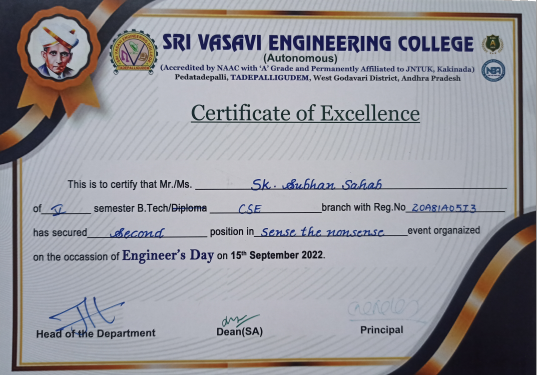 SRI VASAVI ENGINEERING COLLEGE
(Autonomous)
(Accredited by NAAC with 'A' Grade and Permanently Affiliated to JNTUK, Kakinada)
Pedatadepalli, TADEPALLIGUDEM, West Godavari District, Andhra Pradesh
NBA
Certificate of Excellence
This is to certify that Mr./Ms. Sk. Subhan Sahab
of V semester B.Tech/Diploma CSE branch with Reg.No 20A81A05I3
has secured second position in sense the nonsense event orgnaized
on the occassion of Engineer's Day on 15th September 2022.
Head of the Department Dean(SA) Principal